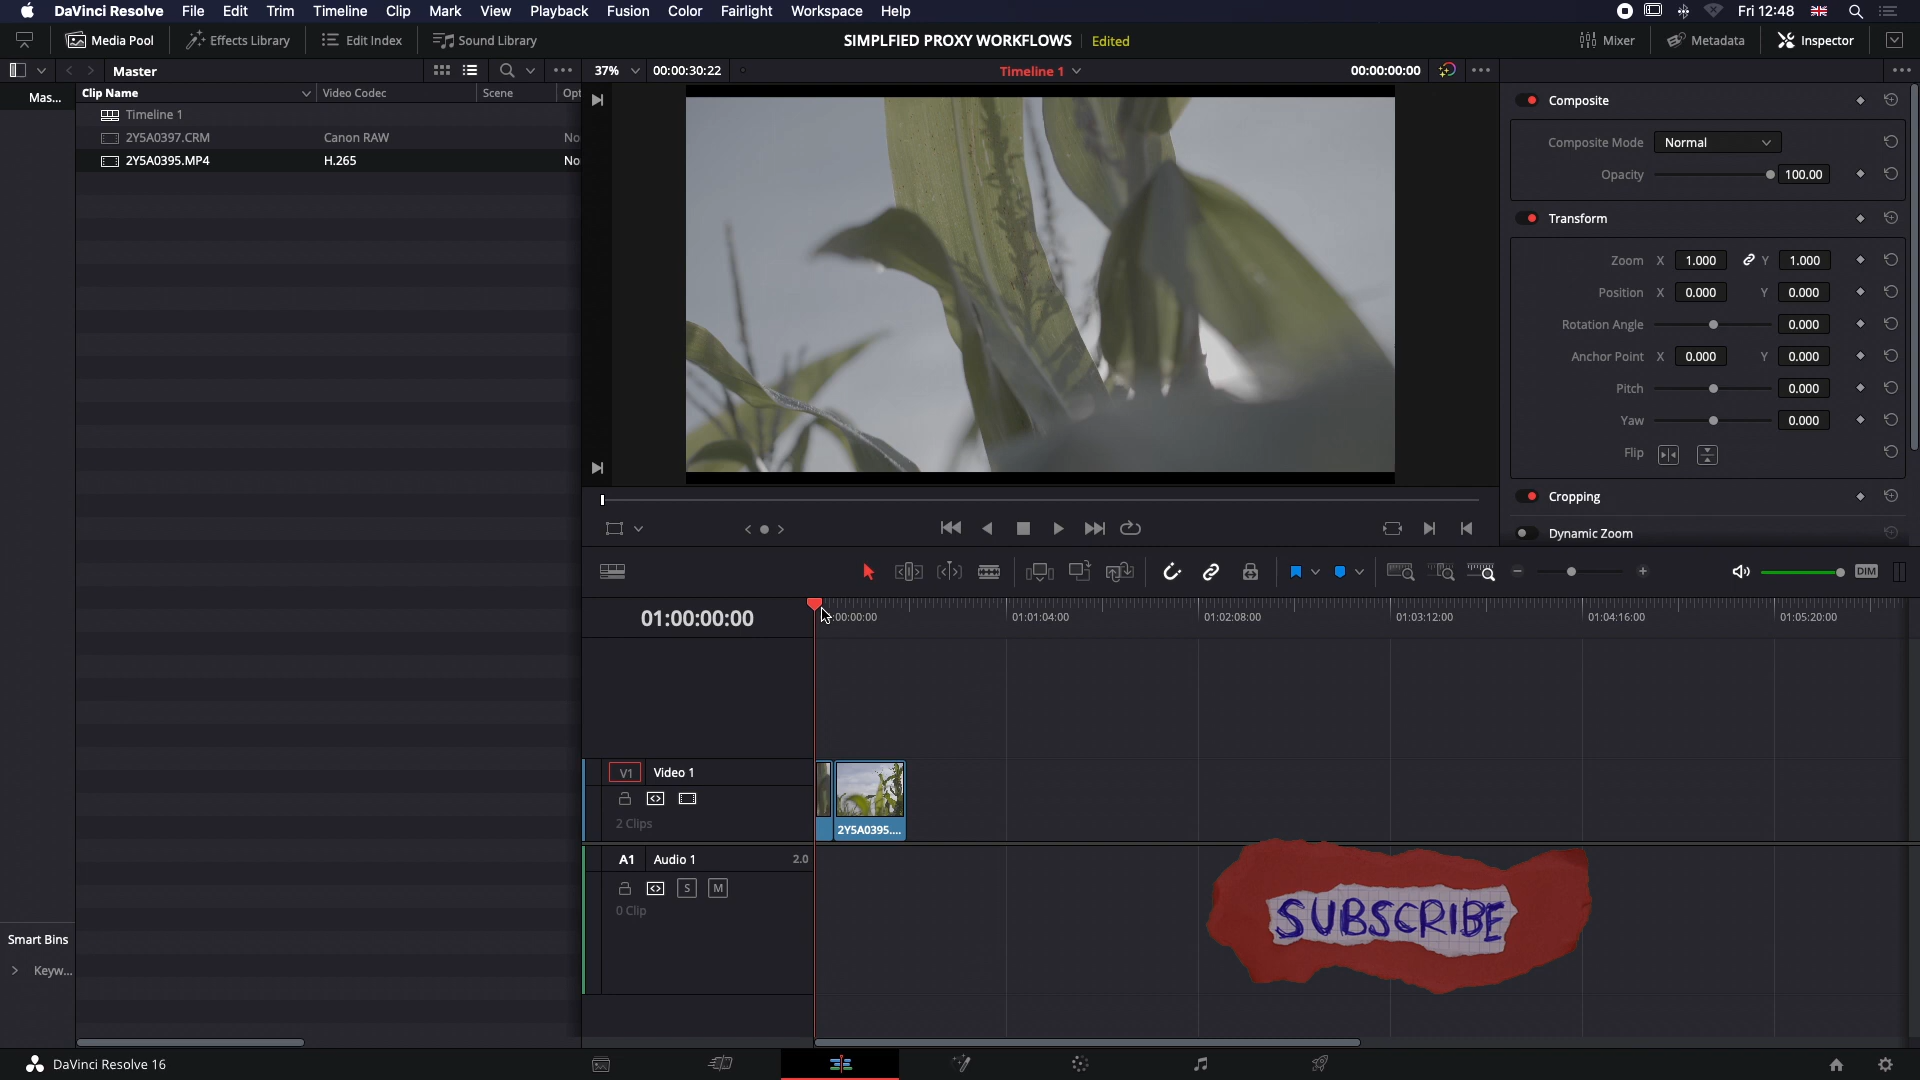 DaVinci Resolve File Edit Trim Timeline Clip Mark View Playback Fusion Color Fairlight Workspace Help
Fri 12:48
Media Pool Effects Library Edit Index Sound Library
SIMPLFIED PROXY WORKFLOWS Edited
Mixer Metadata Inspector
Master
37% 00:00:30:22 Timeline 1 00:00:00:00
Mas...
Clip Name Video Codec Scene Opt
Timeline 1
2Y5A0397.CRM Canon RAW No
2Y5A0395.MP4 H.265 No
Composite
Composite Mode Normal
Opacity 100.00
Transform
Zoom X 1.000 Y 1.000
Position X 0.000 Y 0.000
Rotation Angle 0.000
Anchor Point X 0.000 Y 0.000
Pitch 0.000
Yaw 0.000
Flip
Cropping
Dynamic Zoom
DIM
01:00:00:00
:00:00:00 01:01:04:00 01:02:08:00 01:03:12:00 01:04:16:00 01:05:20:00
V1 Video 1
2 Clips
2Y5A0395....
A1 Audio 1 2.0
S M
0 Clip
SUBSCRIBE
Smart Bins
Keyw...
DaVinci Resolve 16